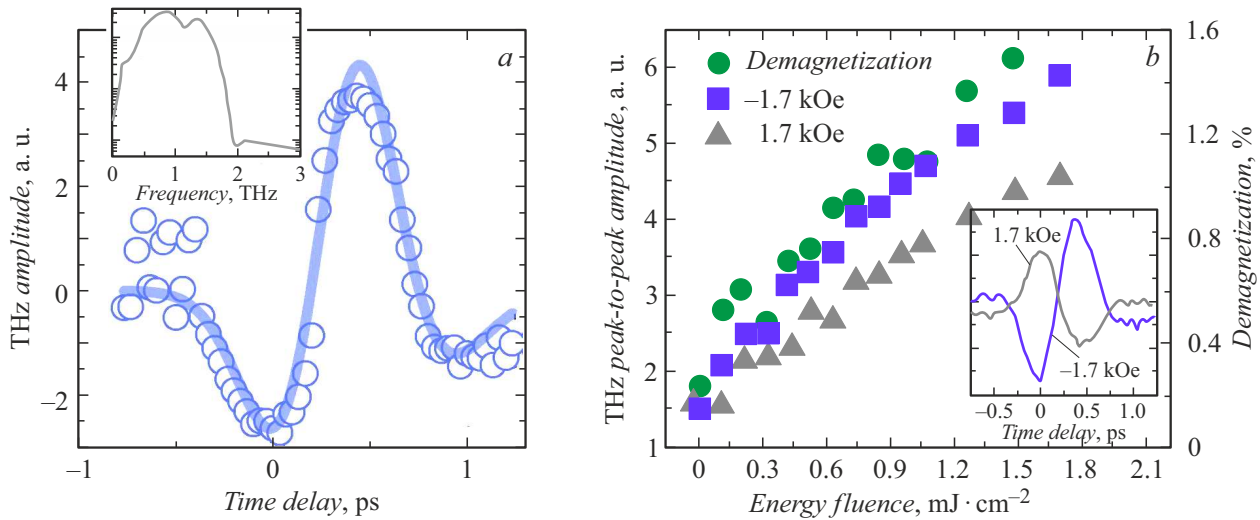 a
4
2
0
−2
THz amplitude, a. u.
−1
0
1
Time delay, ps
0
1
2
3
Frequency, THz
b
Demagnetization
−1.7 kOe
1.7 kOe
6
5
4
3
2
1
THz peak-to-peak amplitude, a. u.
1.6
1.2
0.8
0.4
0
Demagnetization, %
0
0.3
0.6
0.9
1.2
1.5
1.8
2.1
Energy fluence, mJ · cm−2
1.7 kOe
−1.7 kOe
−0.5
0
0.5
1.0
Time delay, ps